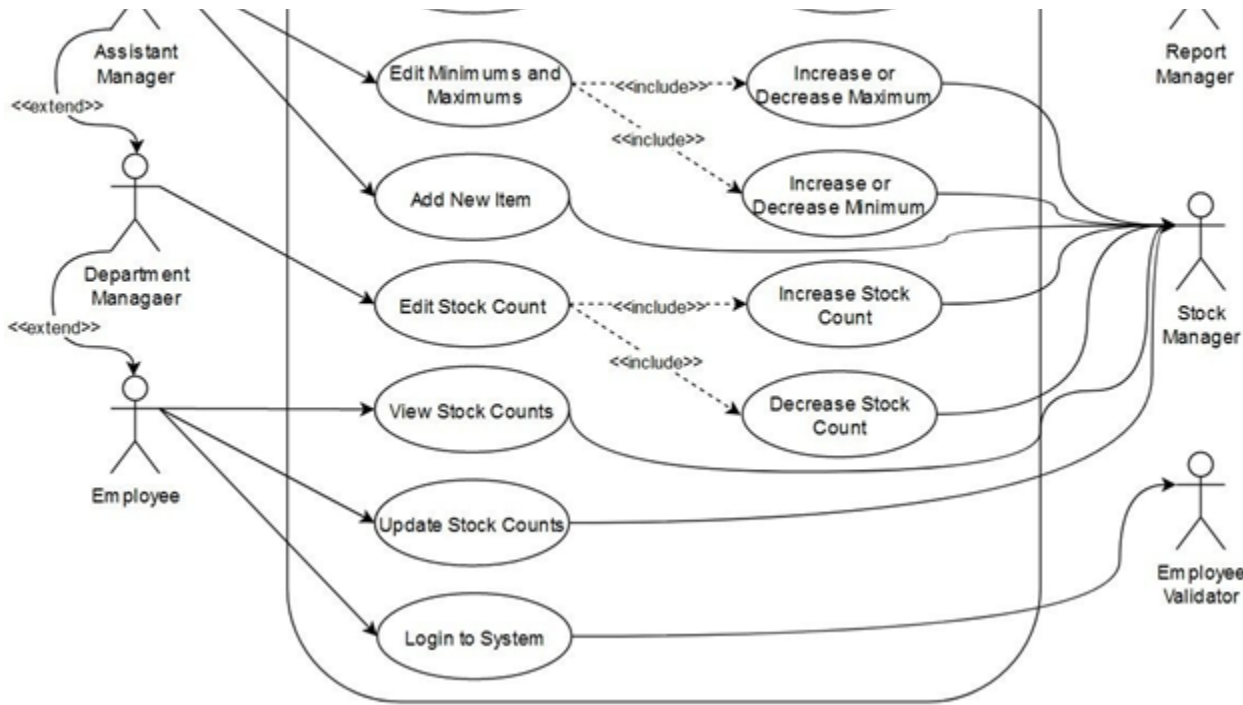 Assistant
Manager
<<extend>>
Edit Minimums and
Maximums
<<include>>
Increase or
Decrease Maximum
Report
Manager
<<include>>
Add New Item
Increase or
Decrease Minimum
Department
Managaer
<<extend>>
Edit Stock Count
<<include>>
Increase Stock
Count
Stock
Manager
<<include>>
View Stock Counts
Decrease Stock
Count
Employee
Update Stock Counts
Employee
Validator
Login to System